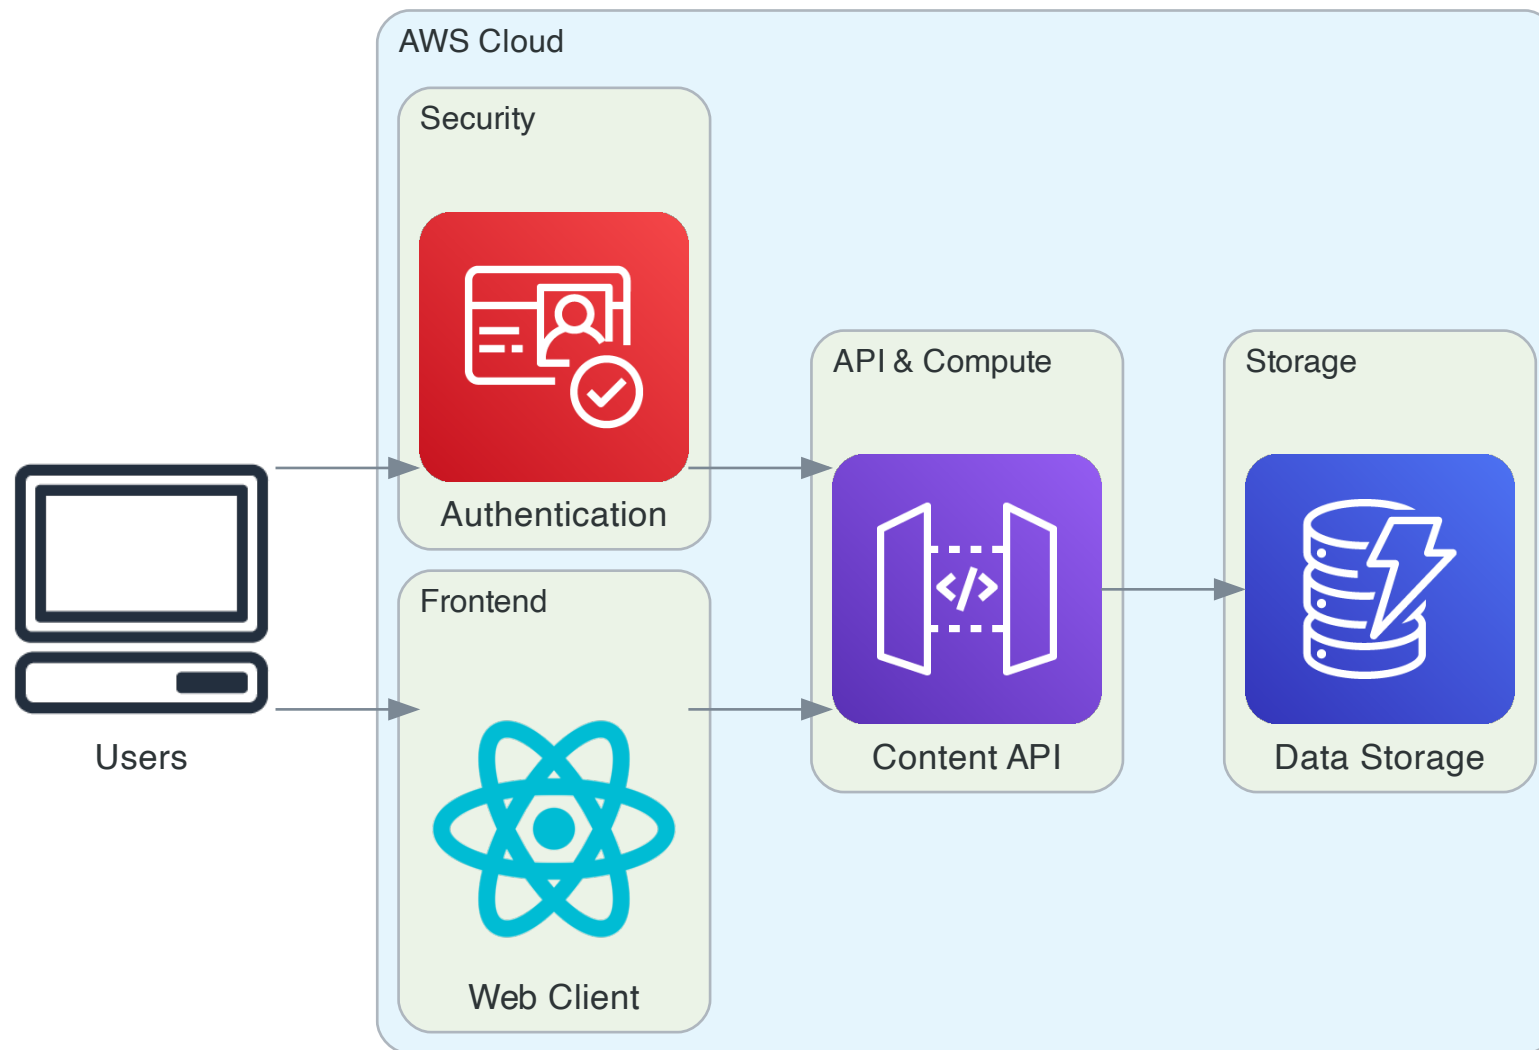 AWS Cloud
Security
Authentication
Users
Frontend
Web Client
API & Compute
</>
Content API
Storage
Data Storage